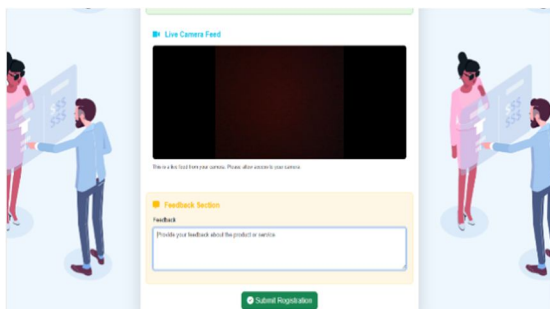 Live Camera Feed
This is a live feed from your camera. Please allow access to your camera.
Feedback Section
Feedback
Provide your feedback about the product or service
Submit Registration